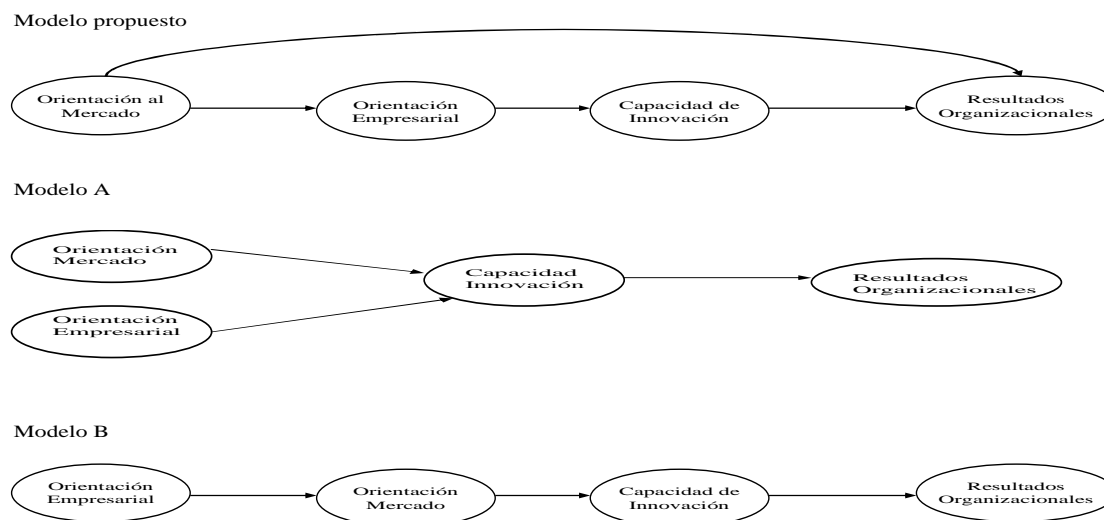 Modelo propuesto
Orientación al
Mercado
Orientación
Empresarial
Capacidad de
Innovación
Resultados
Organizacionales
Modelo A
Orientación
Mercado
Capacidad
Innovación
Resultados
Organizacionales
Orientación
Empresarial
Modelo B
Orientación
Empresarial
Orientación
Mercado
Capacidad de
Innovación
Resultados
Organizacionales